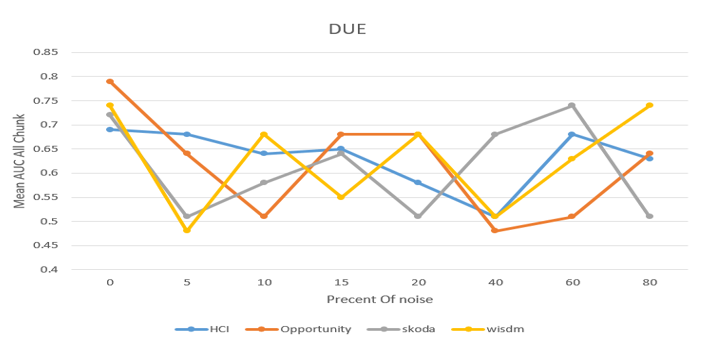 DUE
0.85
0.8
0.75
0.7
0.65
0.6
0.55
0.5
0.45
0.4
Mean AUC All Chunk
0 5 10 15 20 40 60 80
Precent Of noise
HCI Opportunity skoda wisdm